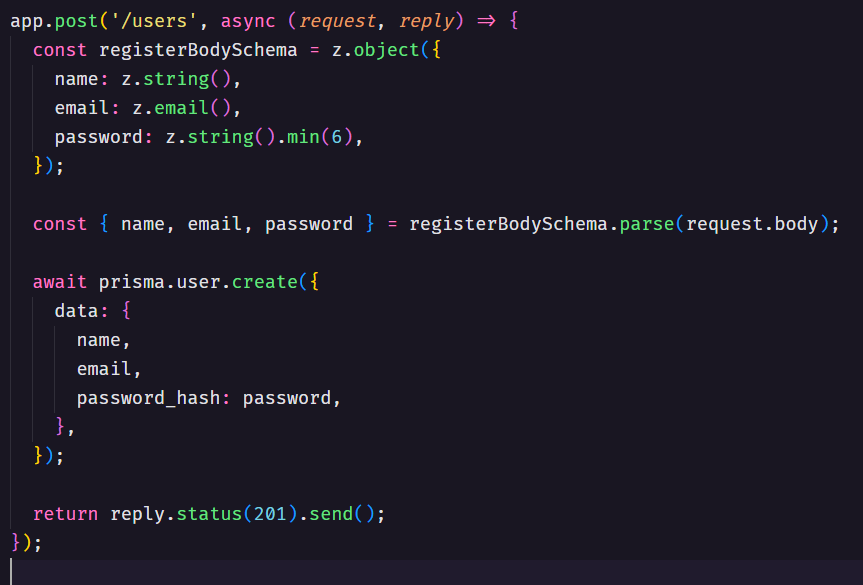 app.post('/users', async (request, reply) => {
  const registerBodySchema = z.object({
    name: z.string(),
    email: z.email(),
    password: z.string().min(6),
  });

  const { name, email, password } = registerBodySchema.parse(request.body);

  await prisma.user.create({
    data: {
      name,
      email,
      password_hash: password,
    },
  });

  return reply.status(201).send();
});